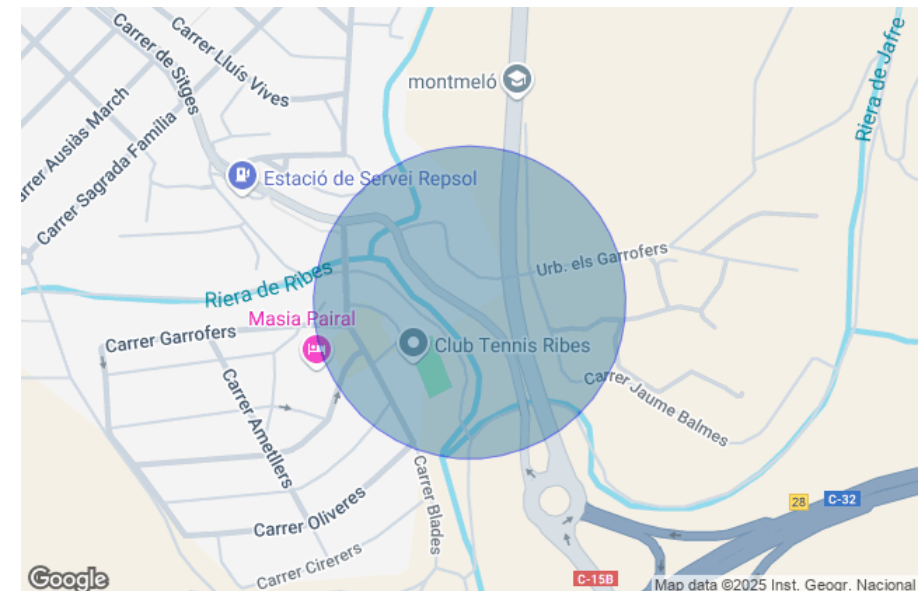 Carrer Lluís Vives
Carrer de Sitges
montmeló
Riera de Jafre
Carrer Ausiàs March
Carrer Sagrada Família
Estació de Servei Repsol
Urb. els Garrofers
Riera de Ribes
Masia Pairal
Carrer Garrofers
Club Tennis Ribes
Carrer Jaume Balmes
Carrer Ametllers
Carrer Blades
Carrer Oliveres
28
C-32
Carrer Cirerers
Google
C-15B
Map data ©2025 Inst. Geogr. Nacional